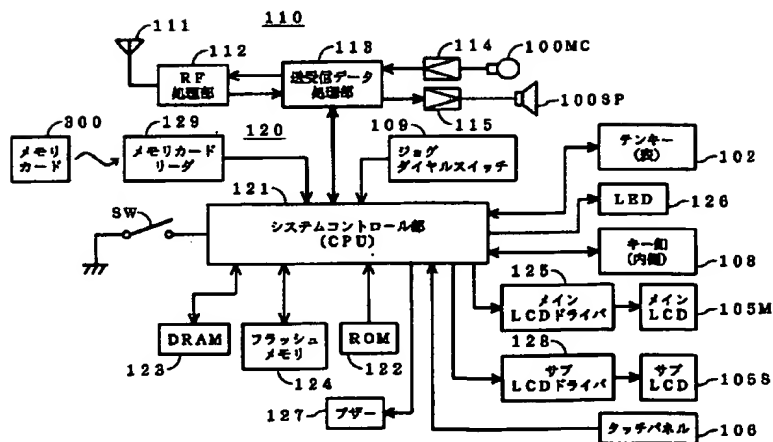 110
111
112
RF
処理部
113
送受信データ
処理部
114
100MC
115
100SP
300
メモリ
カード
129
メモリカード
リーダ
120
109
ジョグ
ダイヤルスイッチ
テンキー
(表)
102
SW
121
システムコントロール部
(CPU)
LED
126
キー釦
(内側)
108
125
メイン
LCDドライバ
メイン
LCD
105M
DRAM
123
フラッシュ
メモリ
124
ROM
122
128
サブ
LCDドライバ
サブ
LCD
105S
127
ブザー
タッチパネル
106